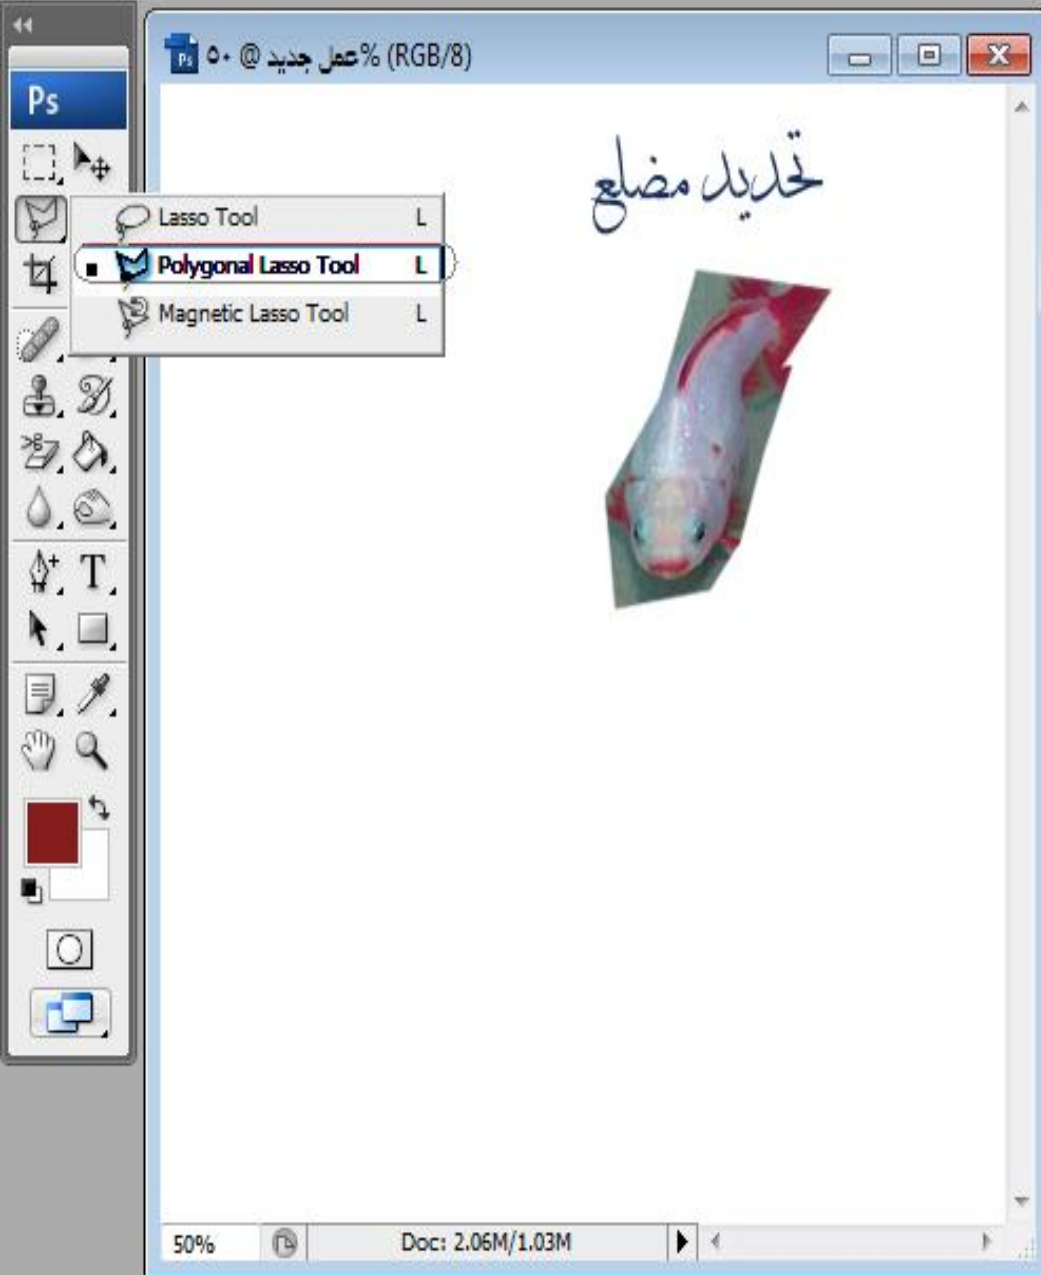 Ps عمل جديد @ ٥٠% (RGB/8)
Ps
تحديد مضلع
Lasso Tool L
Polygonal Lasso Tool L
Magnetic Lasso Tool L
T
50% Doc: 2.06M/1.03M